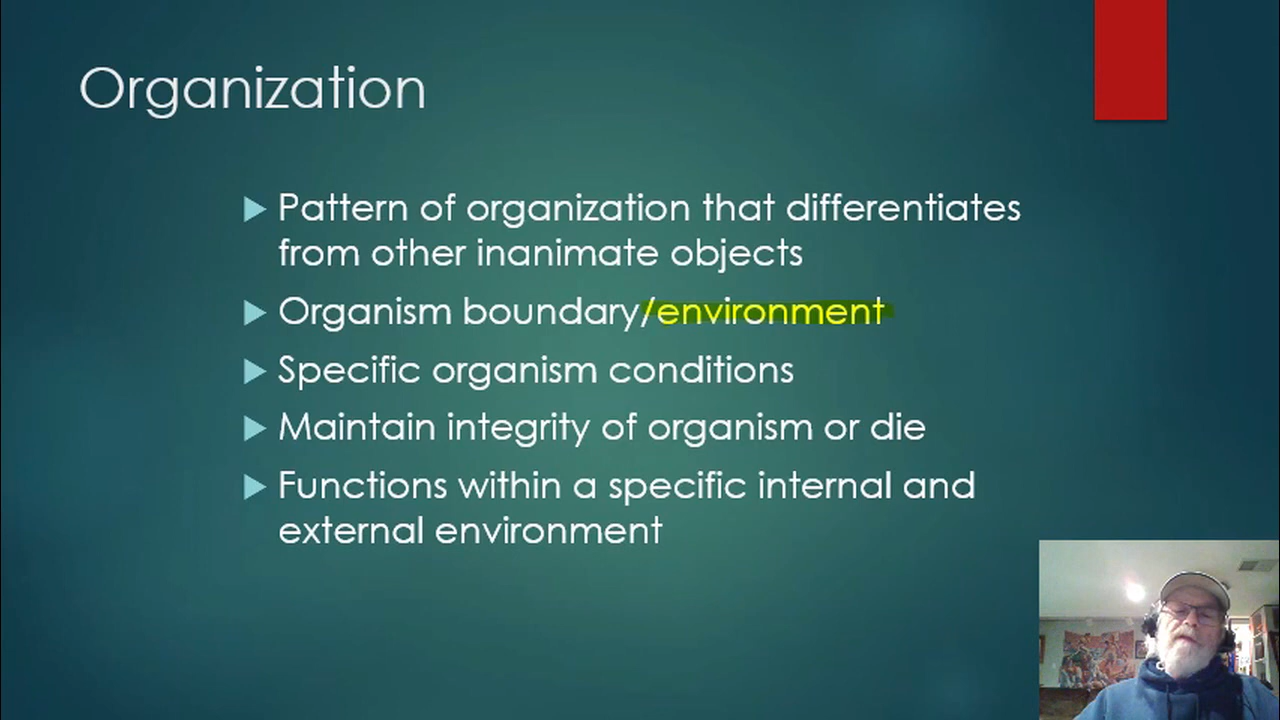 Organization
Pattern of organization that differentiates
from other inanimate objects
Organism boundary/environment
Specific organism conditions
Maintain integrity of organism or die
Functions within a specific internal and
external environment